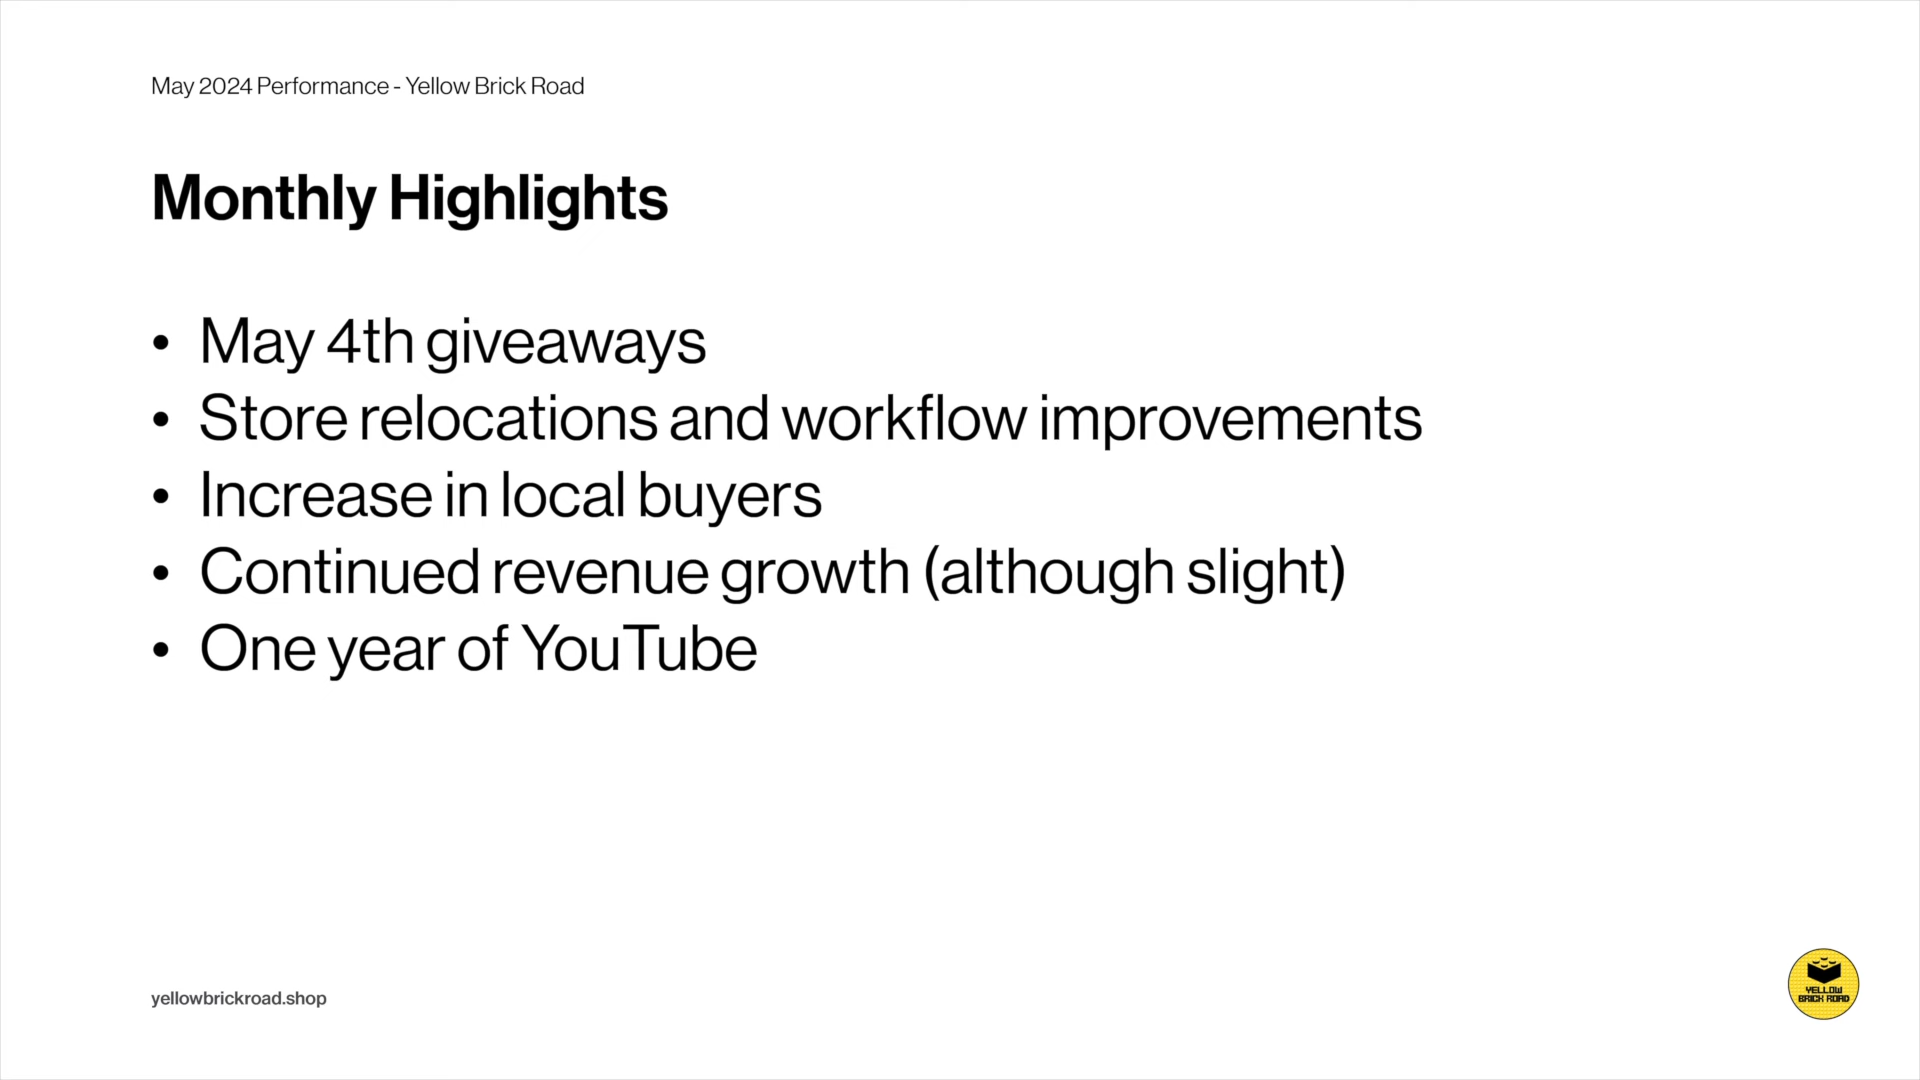 May 2024 Performance - Yellow Brick Road
Monthly Highlights
• May 4th giveaways
• Store relocations and workflow improvements
• Increase in local buyers
• Continued revenue growth (although slight)
• One year of YouTube
yellowbrickroad.shop
YELLOW
BRICK ROAD